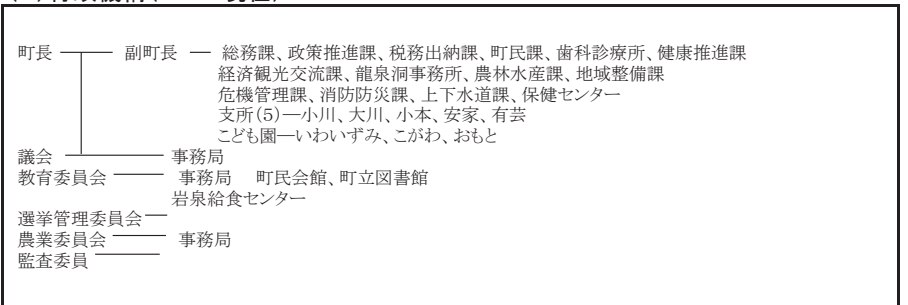 町長 副町長 総務課、政策推進課、税務出納課、町民課、歯科診療所、健康推進課
経済観光交流課、龍泉洞事務所、農林水産課、地域整備課
危機管理課、消防防災課、上下水道課、保健センター
支所(5)―小川、大川、小本、安家、有芸
こども園―いわいずみ、こがわ、おもと
議会 事務局
教育委員会 事務局 町民会館、町立図書館
岩泉給食センター
選挙管理委員会
農業委員会 事務局
監査委員